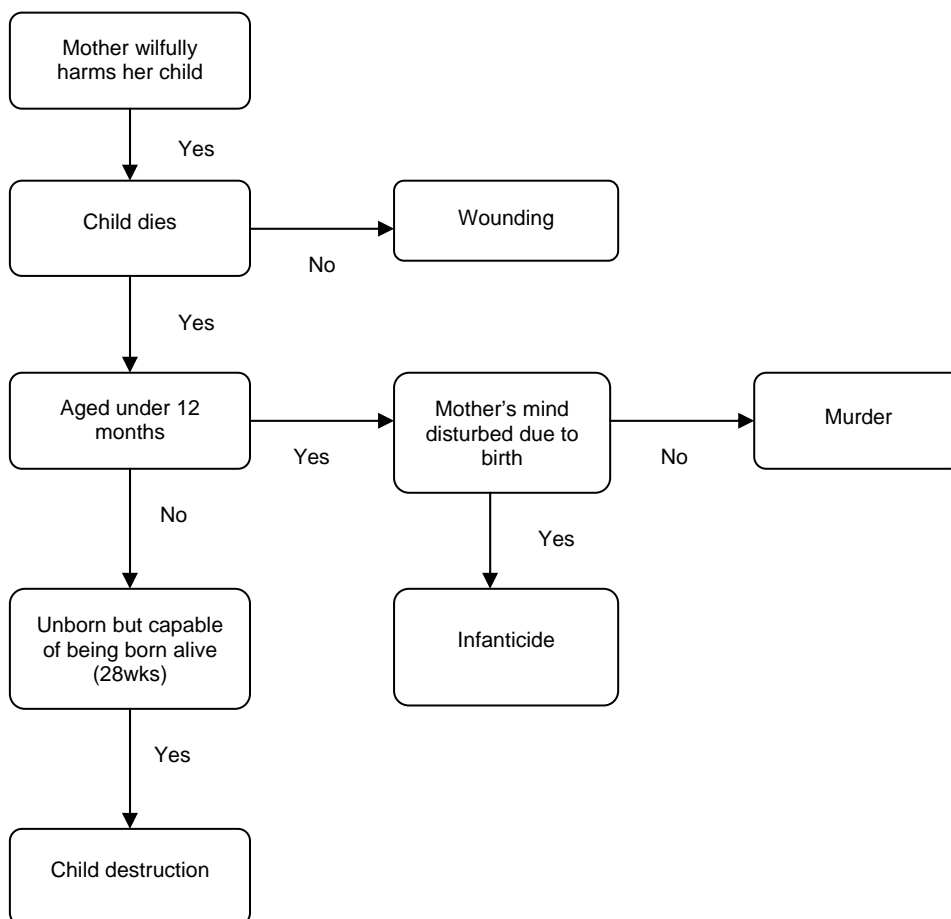 Mother wilfully
harms her child
Yes
Child dies
Wounding
No
Yes
Aged under 12
months
Yes
Mother’s mind
disturbed due to
birth
No
Murder
No
Yes
Unborn but capable
of being born alive
(28wks)
Infanticide
Yes
Child destruction